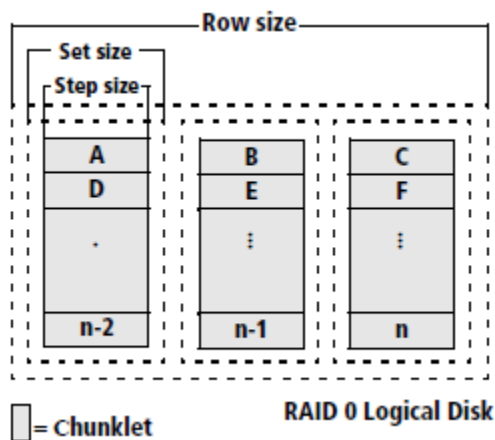 Row size
Set size
Step size
A B C
D E F
n-2 n-1 n
= Chunklet
RAID 0 Logical Disk